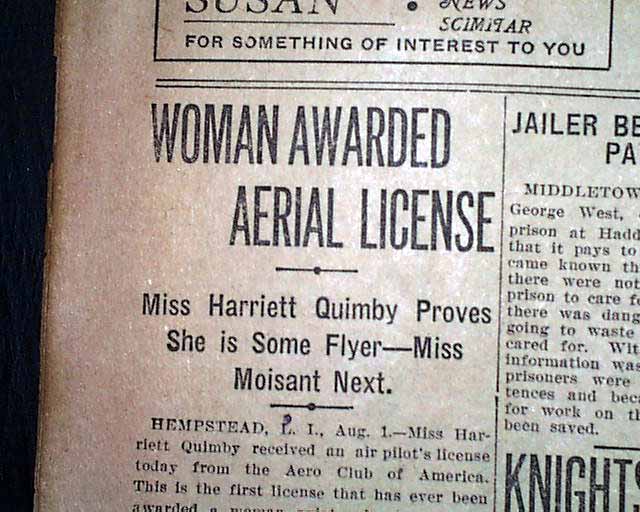 SUSAN
NEWS
SCIMITAR
FOR SOMETHING OF INTEREST TO YOU
WOMAN AWARDED
AERIAL LICENSE
Miss Harriett Quimby Proves
She is Some Flyer—Miss
Moisant Next.
HEMPSTEAD, L. I., Aug. 1.—Miss Har-
riett Quimby received an air pilot's license
today from the Aero Club of America.
This is the first license that has ever been
awarded a woman
JAILER BE
PA
MIDDLETOW
George West,
prison at Hadd
that it pays to
came known th
there were not
prison to care fo
there was dang
going to waste
cared for. Wit
information was
prisoners were
tences and beca
for work on th
been saved.
KNIGHTS